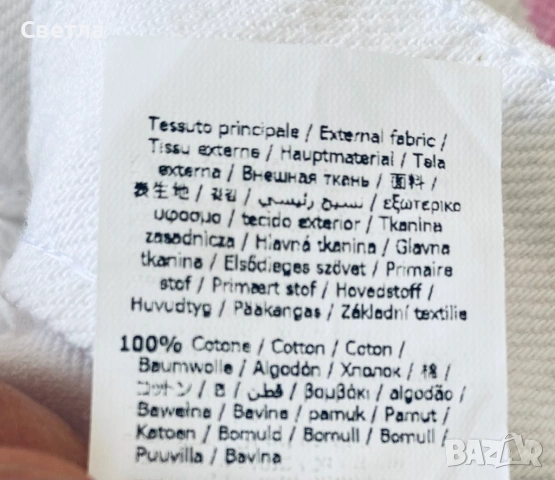 Светла
Tessuto principale / External fabric /
Tissu externe / Hauptmaterial / Tela
externa / Внешная ткань / 面料 /
表生地 / 겉감 / نسيج رئيسي / εξωτερικο
υφασμα / tecido exterior / Tkanina
zasadnicza / Hlavná tkanina / Glavna
tkanina / Elsődleges szövet / Primaire
stof / Primært stof / Hovedstoff /
Huvudtyg / Pääkangas / Základní textilie
100% Cotone / Cotton / Coton /
Baumwolle / Algodón / Хлопок / 棉 /
コットン / 면 / قطن / βαμβάκι / algodão /
Bawełna / Bavlna / pamuk / Pamut /
Katoen / Bomuld / Bomull / Bomull /
Puuvilla / Bavlna
BAZAR